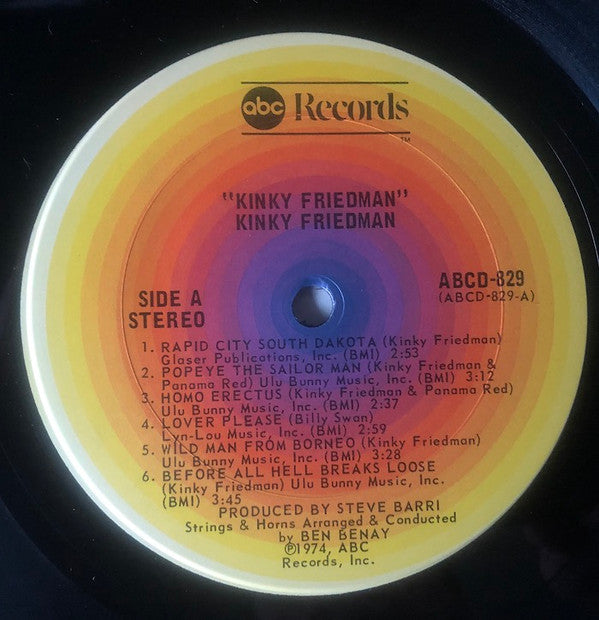 abc Records
TM
"KINKY FRIEDMAN"
KINKY FRIEDMAN
SIDE A
STEREO
ABCD-829
(ABCD-829-A)
1. RAPID CITY SOUTH DAKOTA (Kinky Friedman)
Glaser Publications, Inc. (BMI) 2:53
2. POPEYE THE SAILOR MAN (Kinky Friedman &
Panama Red) Ulu Bunny Music, Inc. (BMI) 3:12
3. HOMO ERECTUS (Kinky Friedman & Panama Red)
Ulu Bunny Music, Inc. (BMI) 2:37
4. LOVER PLEASE (Billy Swan)
Lyn-Lou Music, Inc. (BMI) 2:59
5. WILD MAN FROM BORNEO (Kinky Friedman)
Ulu Bunny Music, Inc. (BMI) 3:28
6. BEFORE ALL HELL BREAKS LOOSE
(Kinky Friedman) Ulu Bunny Music, Inc.
(BMI) 3:45
PRODUCED BY STEVE BARRI
Strings & Horns Arranged & Conducted
by BEN BENAY
℗1974, ABC
Records, Inc.